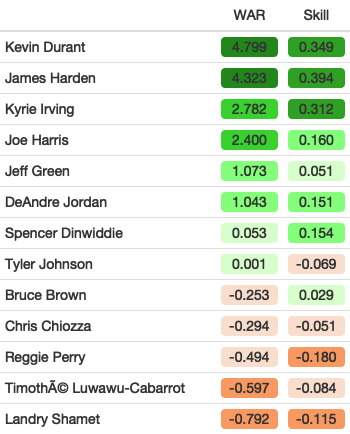 WAR Skill
Kevin Durant 4.799 0.349
James Harden 4.323 0.394
Kyrie Irving 2.782 0.312
Joe Harris 2.400 0.160
Jeff Green 1.073 0.051
DeAndre Jordan 1.043 0.151
Spencer Dinwiddie 0.053 0.154
Tyler Johnson 0.001 -0.069
Bruce Brown -0.253 0.029
Chris Chiozza -0.294 -0.051
Reggie Perry -0.494 -0.180
TimothÃ© Luwawu-Cabarrot -0.597 -0.084
Landry Shamet -0.792 -0.115